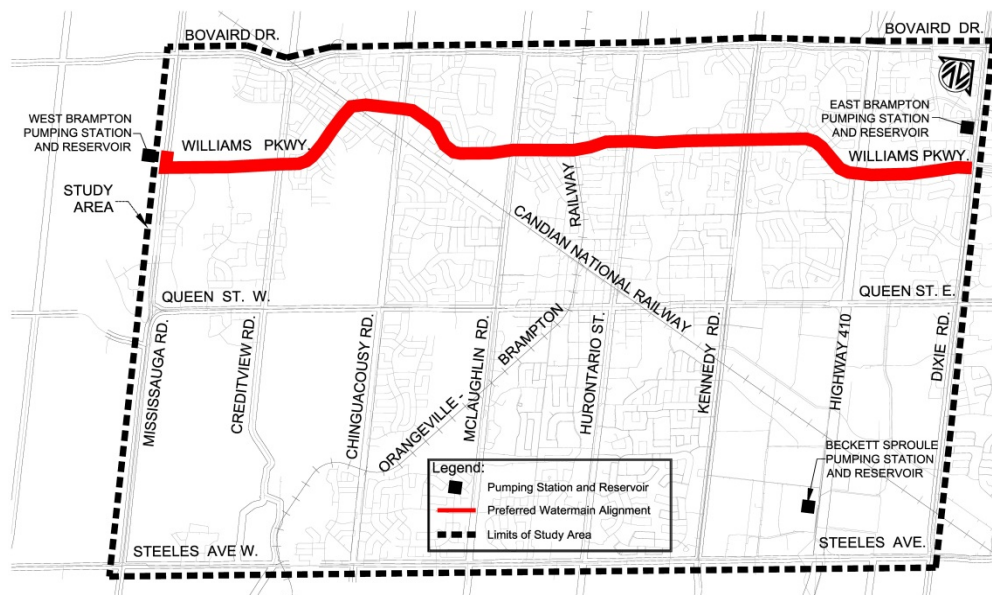 BOVAIRD DR.
BOVAIRD DR.
WEST BRAMPTON
PUMPING STATION
AND RESERVOIR
EAST BRAMPTON
PUMPING STATION
AND RESERVOIR
WILLIAMS PKWY.
WILLIAMS PKWY.
STUDY
AREA
RAILWAY
CANDIAN NATIONAL RAILWAY
QUEEN ST. W.
QUEEN ST. E.
MISSISSAUGA RD.
CREDITVIEW RD.
CHINGUACOUSY RD.
MCLAUGHLIN RD.
ORANGEVILLE - BRAMPTON
HURONTARIO ST.
KENNEDY RD.
HIGHWAY 410
DIXIE RD.
BECKETT SPROULE
PUMPING STATION
AND RESERVOIR
Legend:
Pumping Station and Reservoir
Preferred Watermain Alignment
Limits of Study Area
STEELES AVE W.
STEELES AVE.